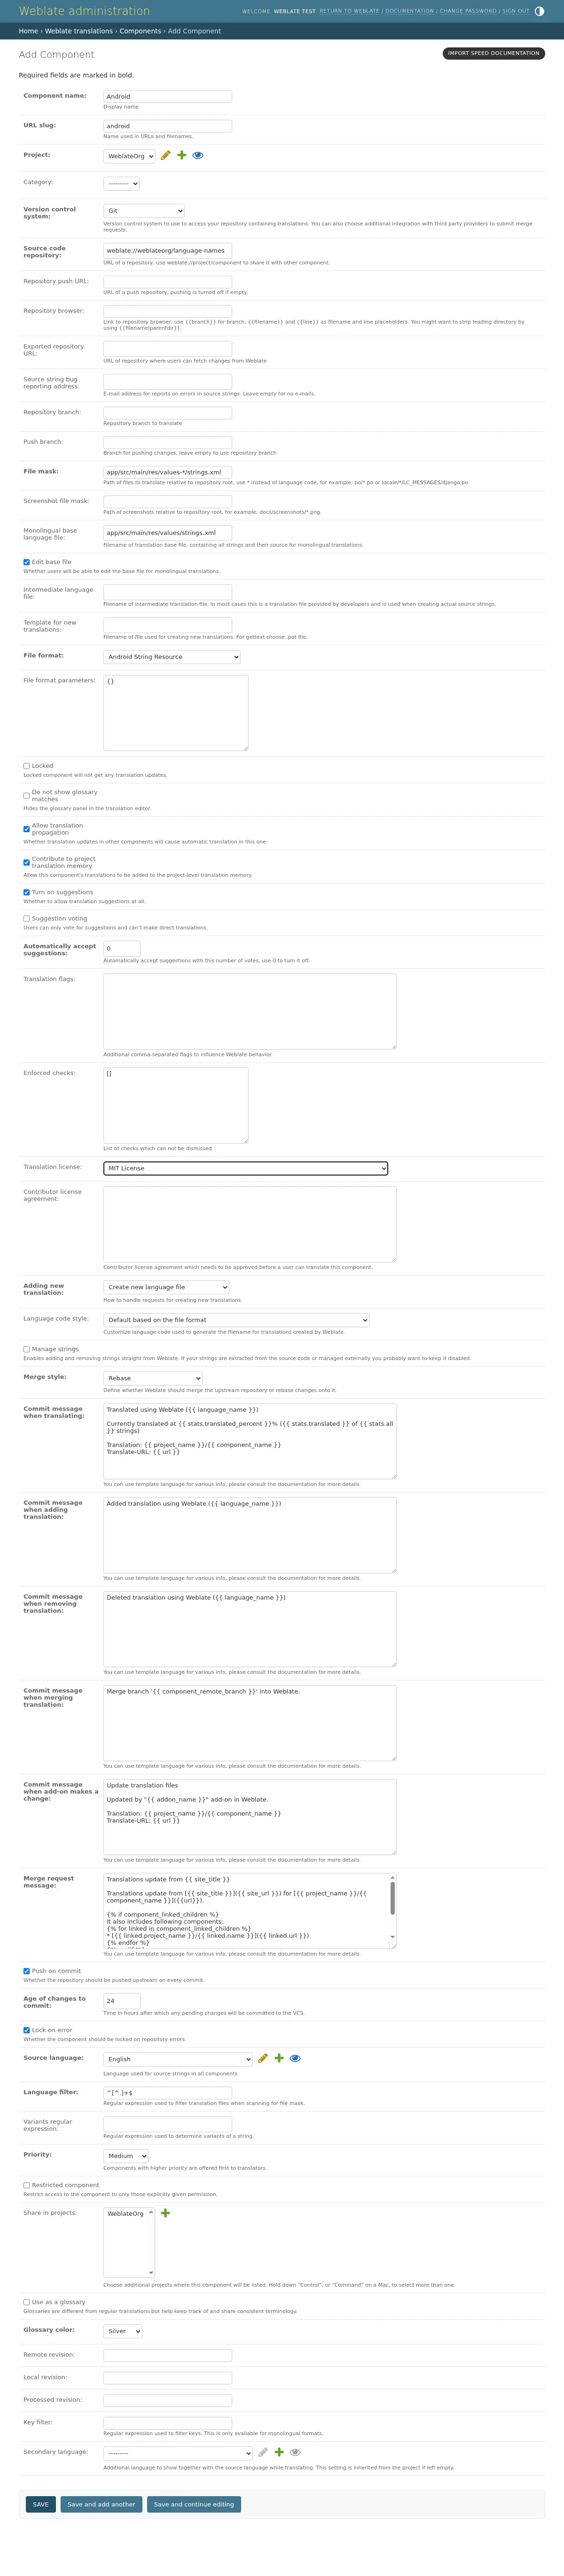 Weblate administration
WELCOME, WEBLATE TEST. RETURN TO WEBLATE / DOCUMENTATION / CHANGE PASSWORD / SIGN OUT
Home › Weblate translations › Components › Add Component
Add Component
IMPORT SPEED DOCUMENTATION
Required fields are marked in bold.
Component name:
Android
Display name
URL slug:
android
Name used in URLs and filenames.
Project:
WeblateOrg
Category:
---------
Version control
system:
Git
Version control system to use to access your repository containing translations. You can also choose additional integration with third party providers to submit merge
requests.
Source code
repository:
weblate://weblateorg/language-names
URL of a repository, use weblate://project/component to share it with other component.
Repository push URL:
URL of a push repository, pushing is turned off if empty.
Repository browser:
Link to repository browser, use {{branch}} for branch, {{filename}} and {{line}} as filename and line placeholders. You might want to strip leading directory by
using {{filename|parentdir}}.
Exported repository
URL:
URL of repository where users can fetch changes from Weblate
Source string bug
reporting address:
E-mail address for reports on errors in source strings. Leave empty for no e-mails.
Repository branch:
Repository branch to translate
Push branch:
Branch for pushing changes, leave empty to use repository branch
File mask:
app/src/main/res/values-*/strings.xml
Path of files to translate relative to repository root, use * instead of language code, for example: po/*.po or locale/*/LC_MESSAGES/django.po.
Screenshot file mask:
Path of screenshots relative to repository root, for example: docs/screenshots/*.png.
Monolingual base
language file:
app/src/main/res/values/strings.xml
Filename of translation base file, containing all strings and their source for monolingual translations.
Edit base file
Whether users will be able to edit the base file for monolingual translations.
Intermediate language
file:
Filename of intermediate translation file. In most cases this is a translation file provided by developers and is used when creating actual source strings.
Template for new
translations:
Filename of file used for creating new translations. For gettext choose .pot file.
File format:
Android String Resource
File format parameters:
{}
Locked
Locked component will not get any translation updates.
Do not show glossary
matches
Hides the glossary panel in the translation editor.
Allow translation
propagation
Whether translation updates in other components will cause automatic translation in this one
Contribute to project
translation memory
Allow this component's translations to be added to the project-level translation memory.
Turn on suggestions
Whether to allow translation suggestions at all.
Suggestion voting
Users can only vote for suggestions and can't make direct translations.
Automatically accept
suggestions:
0
Automatically accept suggestions with this number of votes, use 0 to turn it off.
Translation flags:
Additional comma-separated flags to influence Weblate behavior.
Enforced checks:
[]
List of checks which can not be dismissed.
Translation license:
MIT License
Contributor license
agreement:
Contributor license agreement which needs to be approved before a user can translate this component.
Adding new
translation:
Create new language file
How to handle requests for creating new translations.
Language code style:
Default based on the file format
Customize language code used to generate the filename for translations created by Weblate.
Manage strings
Enables adding and removing strings straight from Weblate. If your strings are extracted from the source code or managed externally you probably want to keep it disabled.
Merge style:
Rebase
Define whether Weblate should merge the upstream repository or rebase changes onto it.
Commit message
when translating:
Translated using Weblate ({{ language_name }})
Currently translated at {{ stats.translated_percent }}% ({{ stats.translated }} of {{ stats.all
}} strings)
Translation: {{ project_name }}/{{ component_name }}
Translate-URL: {{ url }}
You can use template language for various info, please consult the documentation for more details.
Commit message
when adding
translation:
Added translation using Weblate ({{ language_name }})
You can use template language for various info, please consult the documentation for more details.
Commit message
when removing
translation:
Deleted translation using Weblate ({{ language_name }})
You can use template language for various info, please consult the documentation for more details.
Commit message
when merging
translation:
Merge branch '{{ component_remote_branch }}' into Weblate.
You can use template language for various info, please consult the documentation for more details.
Commit message
when add-on makes a
change:
Update translation files
Updated by "{{ addon_name }}" add-on in Weblate.
Translation: {{ project_name }}/{{ component_name }}
Translate-URL: {{ url }}
You can use template language for various info, please consult the documentation for more details.
Merge request
message:
Translations update from {{ site_title }}
Translations update from [{{ site_title }}]({{ site_url }}) for [{{ project_name }}/{{
component_name }}]({{url}}).
{% if component_linked_children %}
It also includes following components:
{% for linked in component_linked_children %}
* [{{ linked.project_name }}/{{ linked.name }}]({{ linked.url }})
{% endfor %}
You can use template language for various info, please consult the documentation for more details.
Push on commit
Whether the repository should be pushed upstream on every commit.
Age of changes to
commit:
24
Time in hours after which any pending changes will be committed to the VCS.
Lock on error
Whether the component should be locked on repository errors.
Source language:
English
Language used for source strings in all components
Language filter:
^[^.]+$
Regular expression used to filter translation files when scanning for file mask.
Variants regular
expression:
Regular expression used to determine variants of a string.
Priority:
Medium
Components with higher priority are offered first to translators.
Restricted component
Restrict access to the component to only those explicitly given permission.
Share in projects:
WeblateOrg
Choose additional projects where this component will be listed. Hold down "Control", or "Command" on a Mac, to select more than one.
Use as a glossary
Glossaries are different from regular translations but help keep track of and share consistent terminology.
Glossary color:
Silver
Remote revision:
Local revision:
Processed revision:
Key filter:
Regular expression used to filter keys. This is only available for monolingual formats.
Secondary language:
---------
Additional language to show together with the source language while translating. This setting is inherited from the project if left empty.
SAVE
Save and add another
Save and continue editing